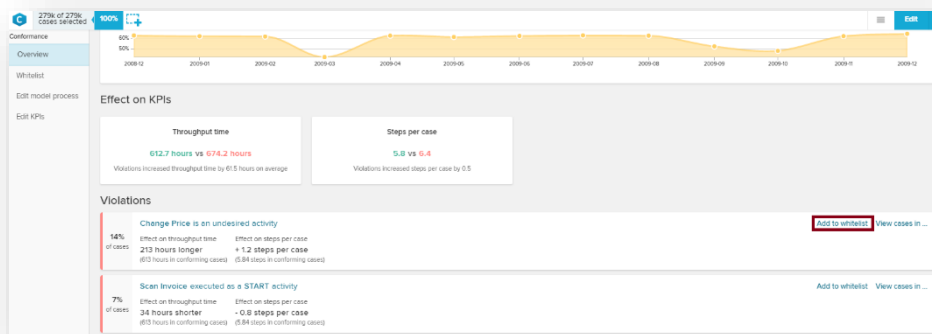 C
279k of 279k
cases selected
100%
Edit
Conformance
Overview
Whitelist
Edit model process
Edit KPIs
60%
50%
2008-12 2009-01 2009-02 2009-03 2009-04 2009-05 2009-06 2009-07 2009-08 2009-09 2009-10 2009-11 2009-12
Effect on KPIs
Throughput time
612.7 hours vs 674.2 hours
Violations increased throughput time by 61.5 hours on average
Steps per case
5.8 vs 6.4
Violations increased steps per case by 0.5
Violations
Change Price is an undesired activity
Add to whitelist View cases in ...
14%
of cases
Effect on throughput time Effect on steps per case
213 hours longer + 1.2 steps per case
(613 hours in conforming cases) (5.84 steps in conforming cases)
Scan Invoice executed as a START activity
Add to whitelist View cases in ...
7%
of cases
Effect on throughput time Effect on steps per case
34 hours shorter - 0.8 steps per case
(613 hours in conforming cases) (5.84 steps in conforming cases)